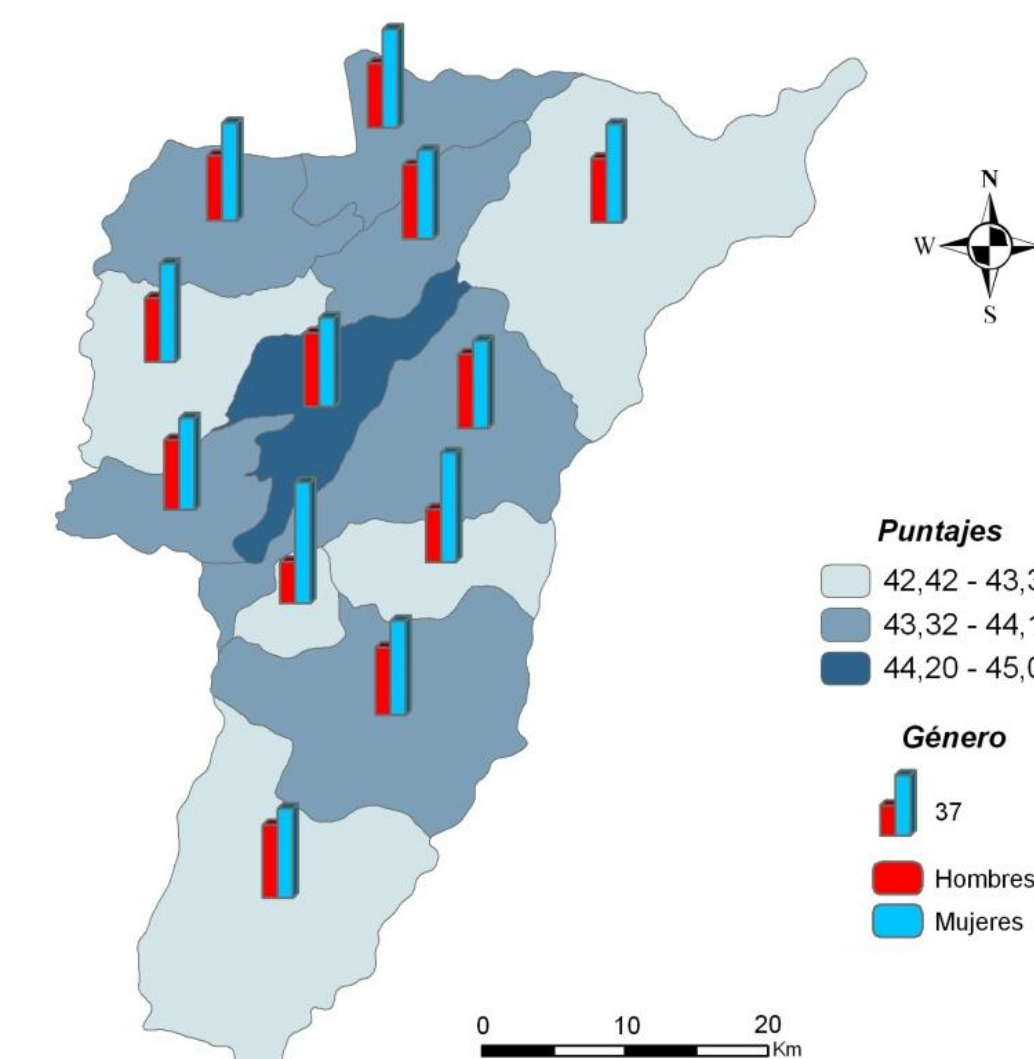 N
W
S
Puntajes
42,42 - 43,3
43,32 - 44,1
44,20 - 45,0
Género
37
Hombres
Mujeres
0 10 20
Km